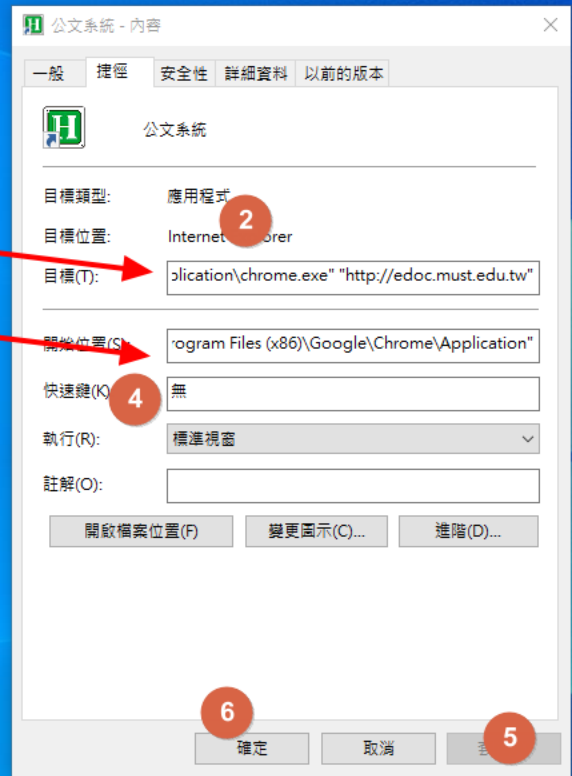 公文系統 - 內容
一般 捷徑 安全性 詳細資料 以前的版本
公文系統
目標類型: 應用程式
2
目標位置: Internet orer
目標(T): plication\chrome.exe" "http://edoc.must.edu.tw"
開始位置(S): rogram Files (x86)\Google\Chrome\Application"
快速鍵(K) 無
4
執行(R): 標準視窗
註解(O):
開啟檔案位置(F) 變更圖示(C)... 進階(D)...
6
5
確定 取消